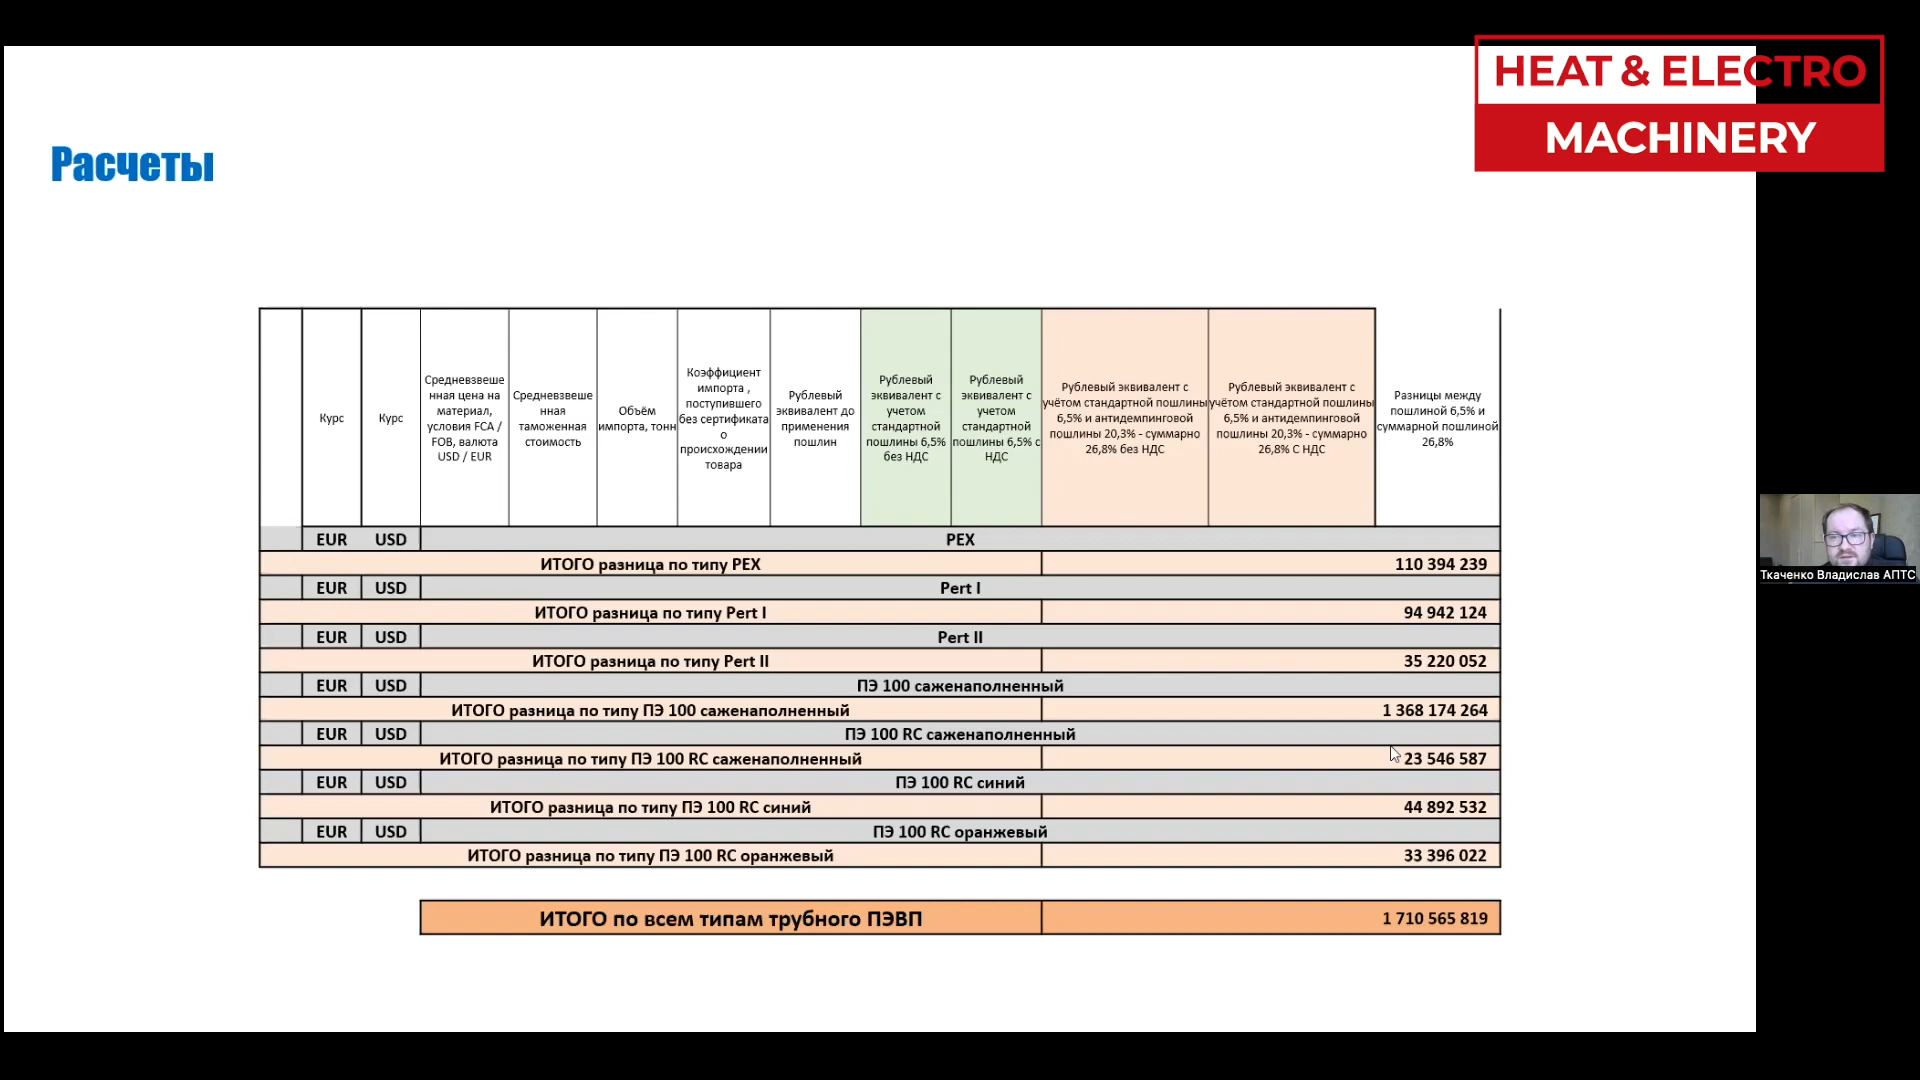 HEAT & ELECTRO
MACHINERY
Расчеты
Курс
Курс
Средневзвеше
нная цена на
материал,
условия FCA /
FOB, валюта
USD / EUR
Средневзвеше
нная
таможенная
стоимость
Объём
импорта, тонн
Коэффициент
импорта ,
поступившего
без сертификата
о
происхождении
товара
Рублевый
эквивалент до
применения
пошлин
Рублевый
эквивалент с
учетом
стандартной
пошлины 6,5%
без НДС
Рублевый
эквивалент с
учетом
стандартной
пошлины 6,5% с
НДС
Рублевый эквивалент с
учётом стандартной пошлины
6,5% и антидемпинговой
пошлины 20,3% - суммарно
26,8% без НДС
Рублевый эквивалент с
учётом стандартной пошлины
6,5% и антидемпинговой
пошлины 20,3% - суммарно
26,8% С НДС
Разницы между
пошлиной 6,5% и
суммарной пошлиной
26,8%
EUR USD PEX
ИТОГО разница по типу PEX 110 394 239
EUR USD Pert I
ИТОГО разница по типу Pert I 94 942 124
EUR USD Pert II
ИТОГО разница по типу Pert II 35 220 052
EUR USD ПЭ 100 саженаполненный
ИТОГО разница по типу ПЭ 100 саженаполненный 1 368 174 264
EUR USD ПЭ 100 RC саженаполненный
ИТОГО разница по типу ПЭ 100 RC саженаполненный 23 546 587
EUR USD ПЭ 100 RC синий
ИТОГО разница по типу ПЭ 100 RC синий 44 892 532
EUR USD ПЭ 100 RC оранжевый
ИТОГО разница по типу ПЭ 100 RC оранжевый 33 396 022
ИТОГО по всем типам трубного ПЭВП 1 710 565 819
Ткаченко Владислав АПТС